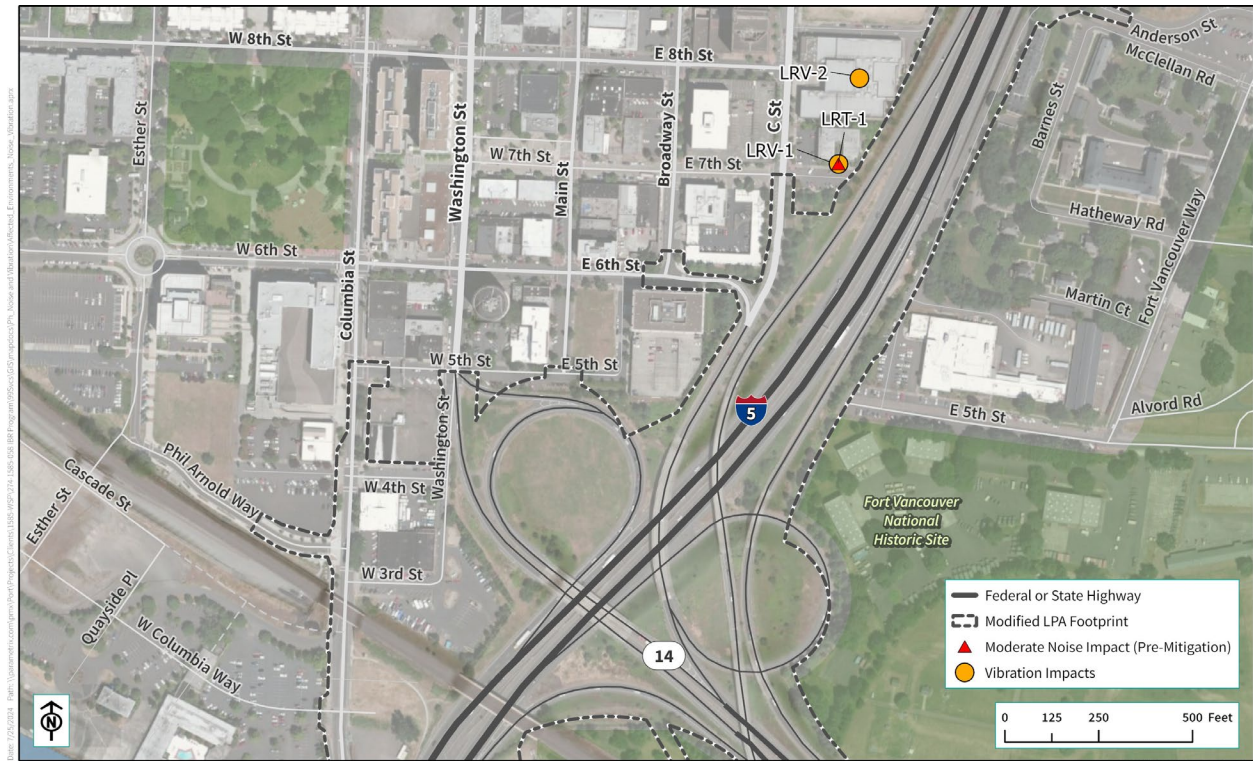 Anderson St
McClellan Rd
W 8th St
E 8th St
LRV-2
LRT-1
LRV-1
C St
Barnes St
Esther St
Washington St
Broadway St
W 7th St
E 7th St
Main St
Hatheway Rd
Fort Vancouver Way
W 6th St
E 6th St
Columbia St
Martin Ct
W 5th St
E 5th St
5
Alvord Rd
E 5th St
Washington St
Phil Arnold Way
Cascade St
Esther St
W 4th St
Fort Vancouver
National
Historic Site
W 3rd St
Quayside Pl
W Columbia Way
14
Federal or State Highway
Modified LPA Footprint
Moderate Noise Impact (Pre-Mitigation)
Vibration Impacts
N
0 125 250 500 Feet
Date: 7/25/2024